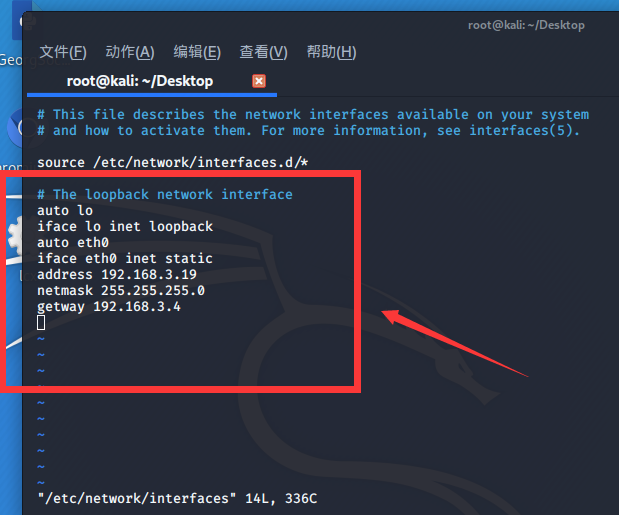 root@kali: ~/Desktop
文件(F) 动作(A) 编辑(E) 查看(V) 帮助(H)
root@kali: ~/Desktop
# This file describes the network interfaces available on your system
# and how to activate them. For more information, see interfaces(5).
source /etc/network/interfaces.d/*
# The loopback network interface
auto lo
iface lo inet loopback
auto eth0
iface eth0 inet static
address 192.168.3.19
netmask 255.255.255.0
getway 192.168.3.4
~
~
~
~
~
~
~
~
~
~
"/etc/network/interfaces" 14L, 336C